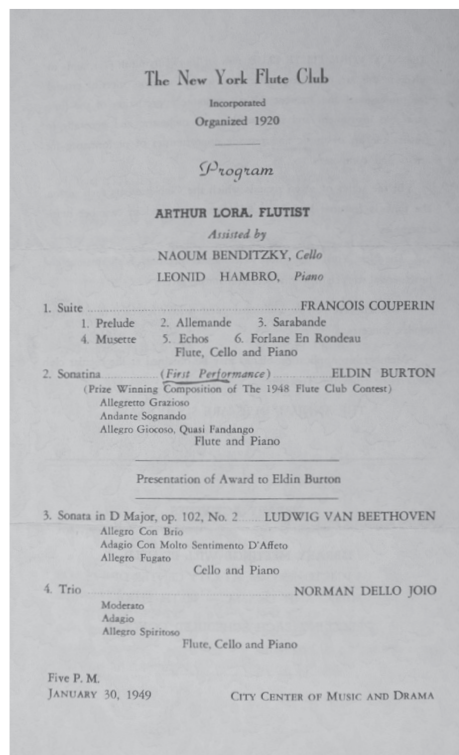 The New York Flute Club
Incorporated
Organized 1920
Program
ARTHUR LORA, FLUTIST
Assisted by
NAOUM BENDITZKY, Cello
LEONID HAMBRO, Piano
1. Suite ........ FRANCOIS COUPERIN
1. Prelude 2. Allemande 3. Sarabande
4. Musette 5. Echos 6. Forlane En Rondeau
Flute, Cello and Piano
2. Sonatina ........ (First Performance) ........ ELDIN BURTON
(Prize Winning Composition of The 1948 Flute Club Contest)
Allegretto Grazioso
Andante Sognando
Allegro Giocoso, Quasi Fandango
Flute and Piano
Presentation of Award to Eldin Burton
3. Sonata in D Major, op. 102, No. 2 LUDWIG VAN BEETHOVEN
Allegro Con Brio
Adagio Con Molto Sentimento D'Affeto
Allegro Fugato
Cello and Piano
4. Trio ........ NORMAN DELLO JOIO
Moderato
Adagio
Allegro Spiritoso
Flute, Cello and Piano
Five P. M.
JANUARY 30, 1949 CITY CENTER OF MUSIC AND DRAMA